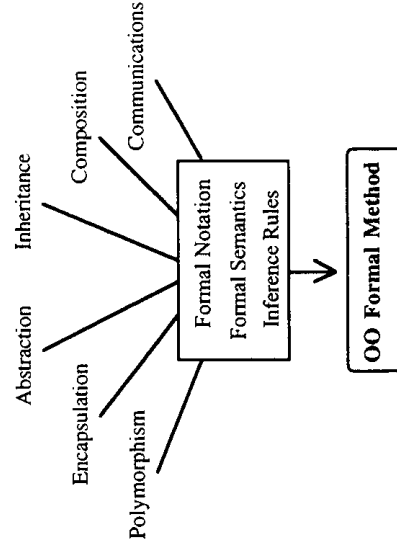 Polymorphism
Encapsulation
Abstraction
Inheritance
Composition
Communications
Formal Notation
Formal Semantics
Inference Rules
OO Formal Method